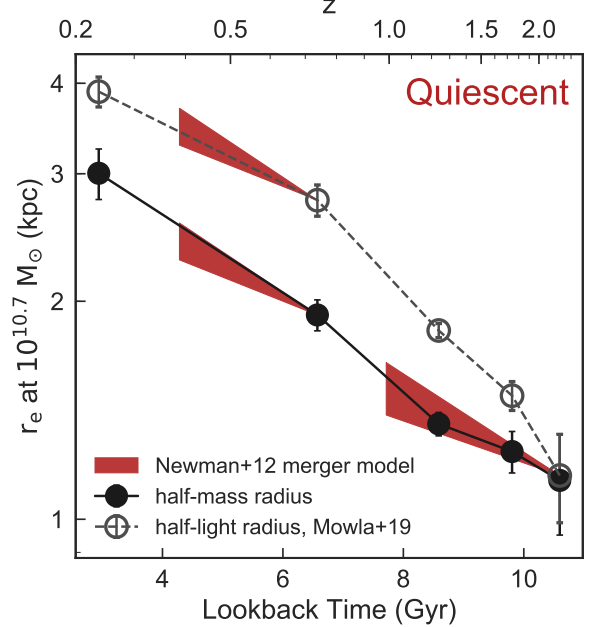 z
0.2 0.5 1.0 1.5 2.0
Quiescent
4
3
2
1
r_e at 10^10.7 M_⊙ (kpc)
Newman+12 merger model
half-mass radius
half-light radius, Mowla+19
4 6 8 10
Lookback Time (Gyr)